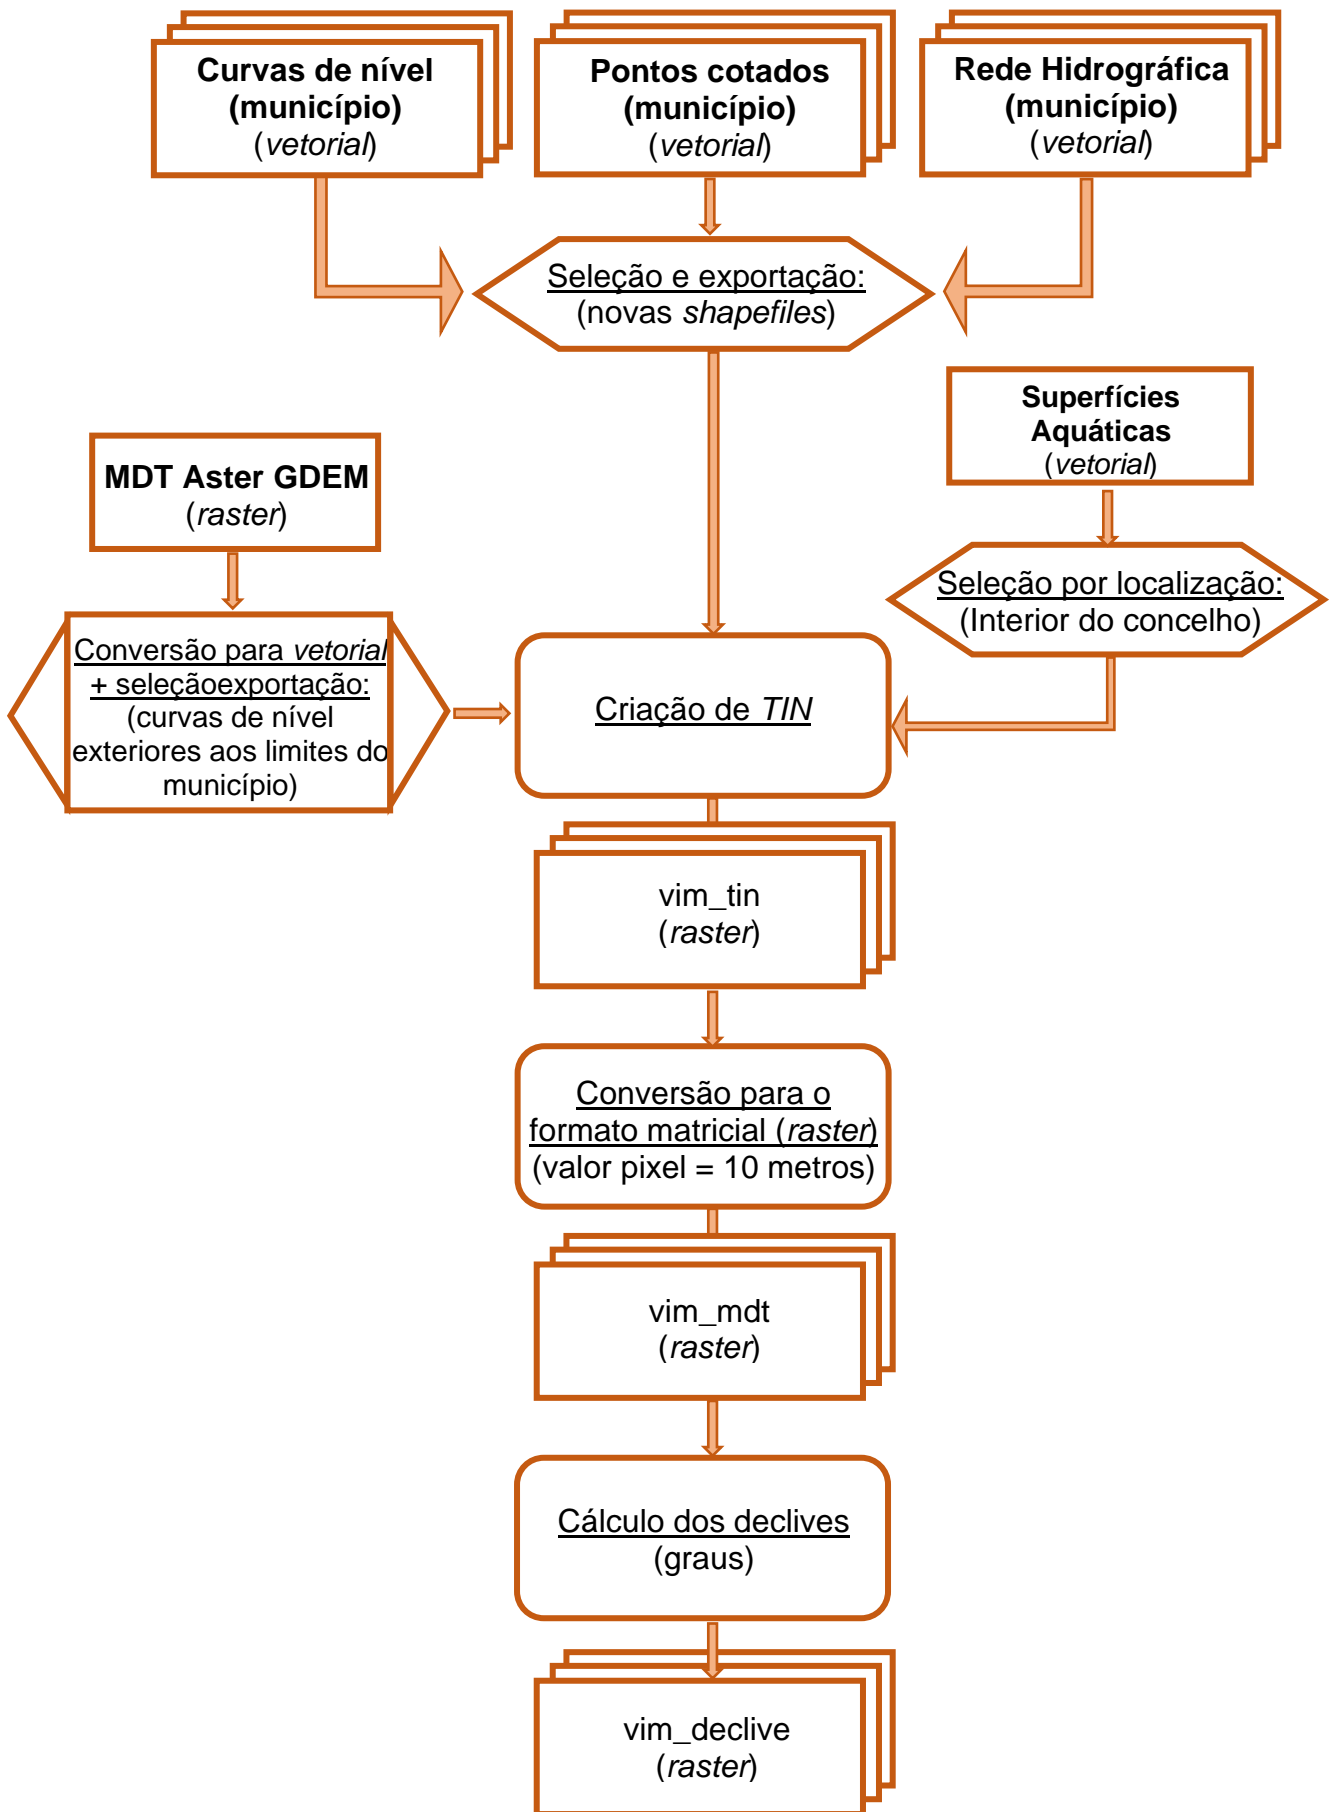 Curvas de nível
(município)
(vetorial)
Pontos cotados
(município)
(vetorial)
Rede Hidrográfica
(município)
(vetorial)
Seleção e exportação:
(novas shapefiles)
Superfícies
Aquáticas
(vetorial)
MDT Aster GDEM
(raster)
Seleção por localização:
(Interior do concelho)
Conversão para vetorial
+ seleçãoexportação:
(curvas de nível
exteriores aos limites do
município)
Criação de TIN
vim_tin
(raster)
Conversão para o
formato matricial (raster)
(valor pixel = 10 metros)
vim_mdt
(raster)
Cálculo dos declives
(graus)
vim_declive
(raster)